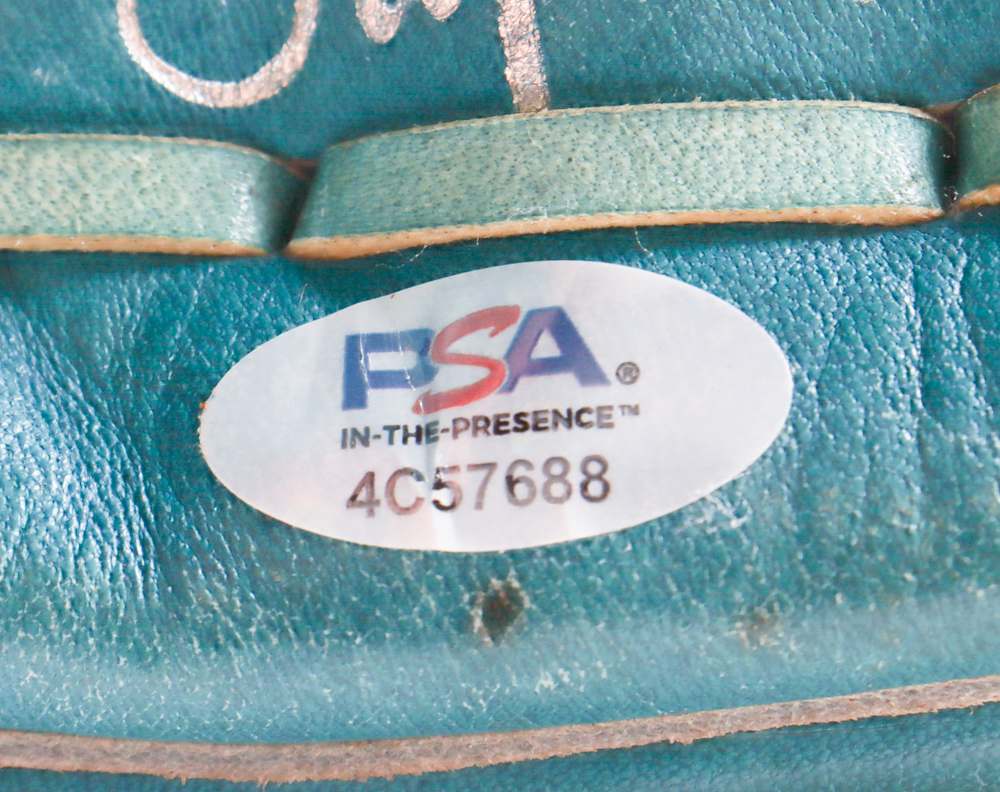 PSA®
IN-THE-PRESENCE™
4C57688